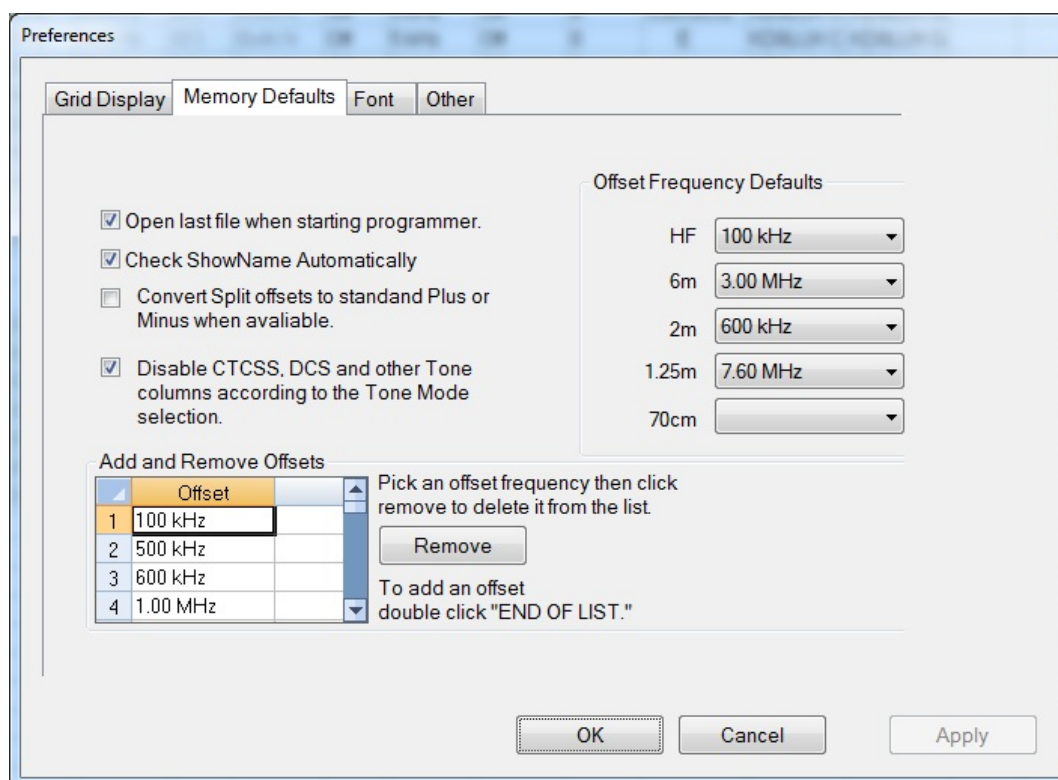 Preferences
Grid Display
Memory Defaults
Font
Other
Open last file when starting programmer.
Check ShowName Automatically
Convert Split offsets to standand Plus or
Minus when avaliable.
Disable CTCSS, DCS and other Tone
columns according to the Tone Mode
selection.
Offset Frequency Defaults
HF 100 kHz
6m 3.00 MHz
2m 600 kHz
1.25m 7.60 MHz
70cm
Add and Remove Offsets
Offset
1 100 kHz
2 500 kHz
3 600 kHz
4 1.00 MHz
Pick an offset frequency then click
remove to delete it from the list.
Remove
To add an offset
double click "END OF LIST."
OK
Cancel
Apply